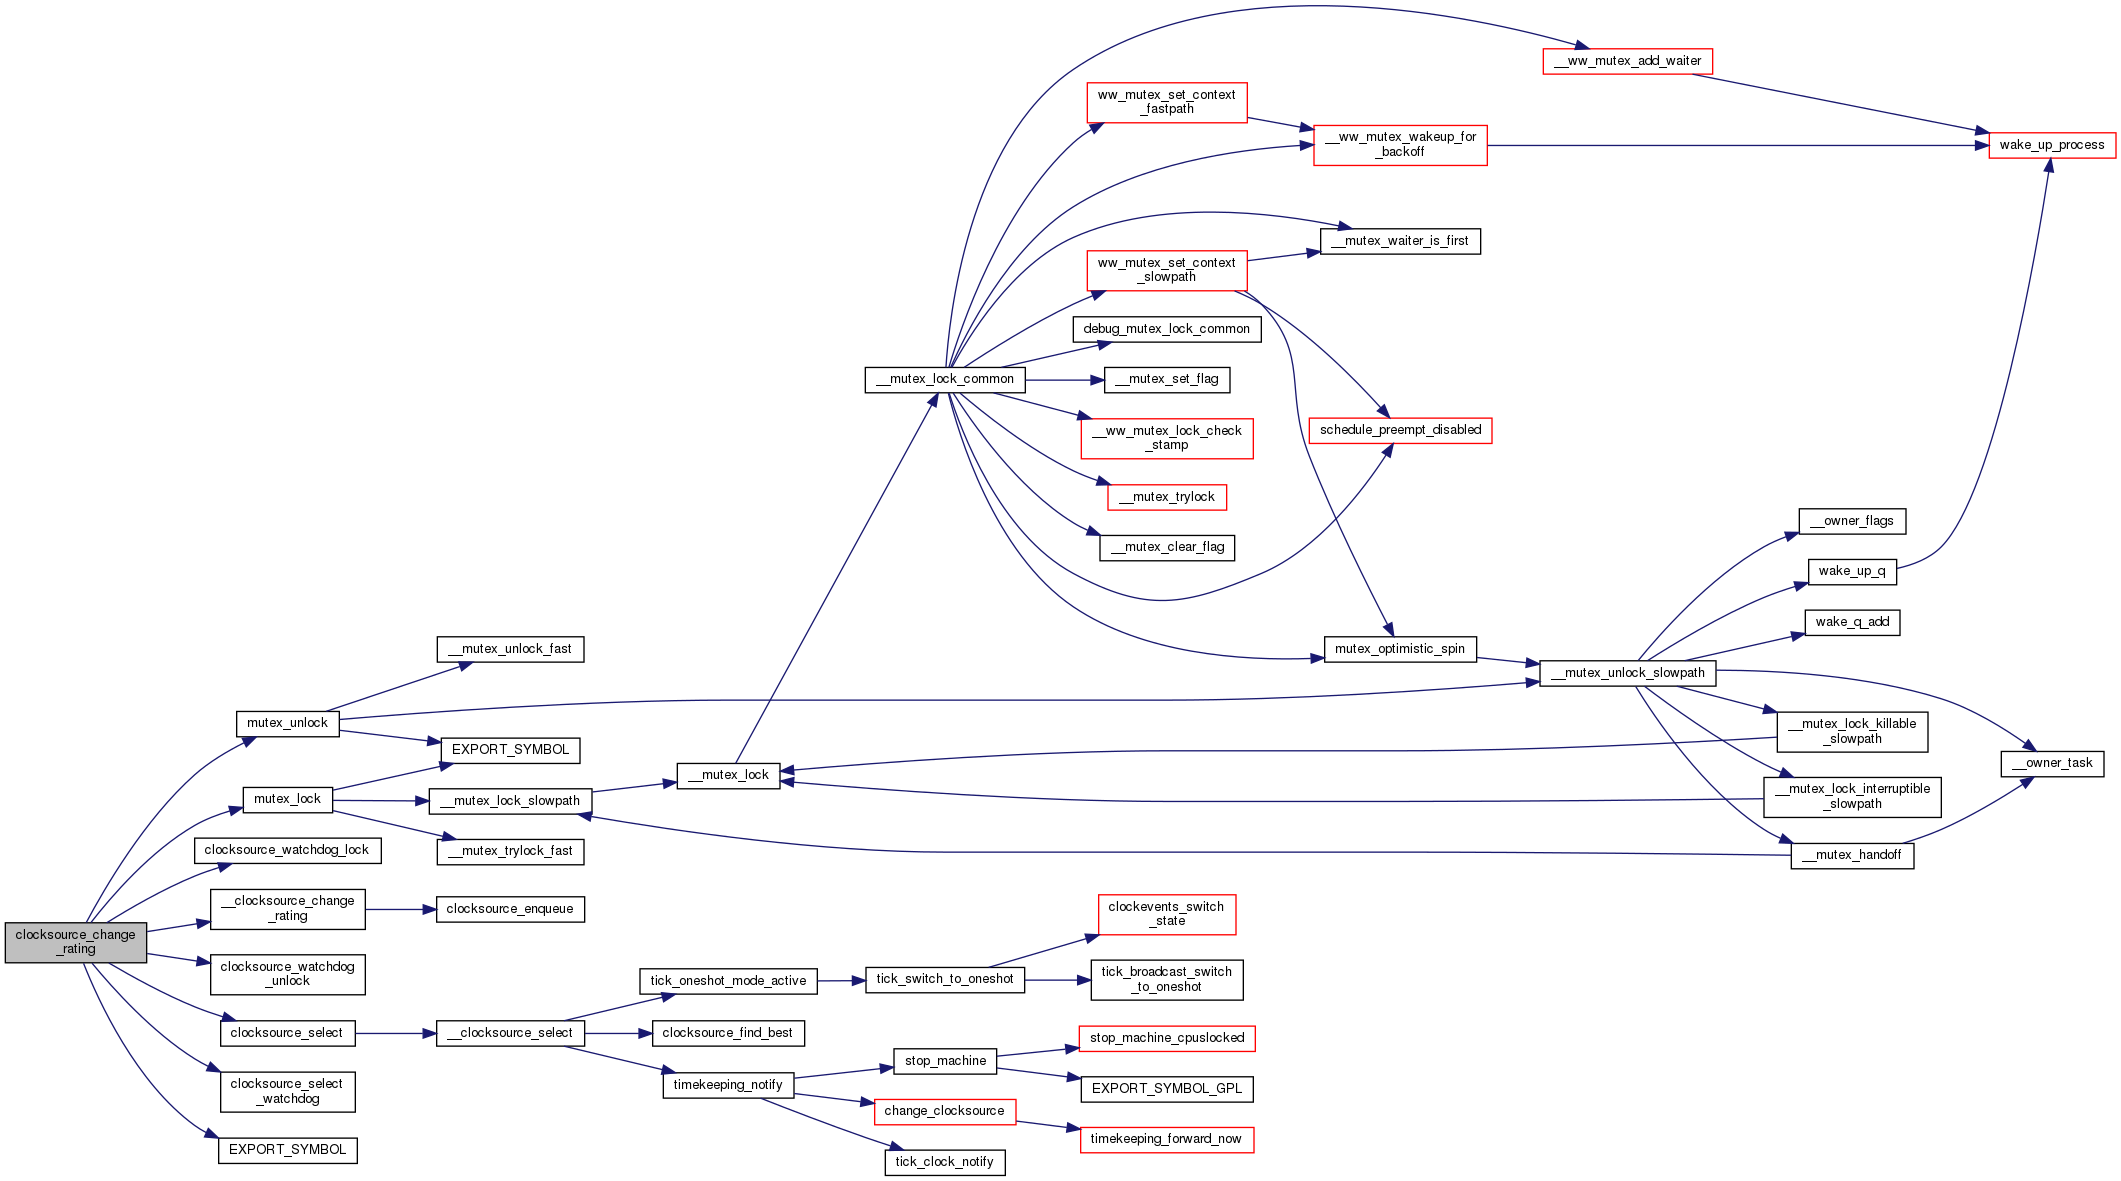 clocksource_change
_rating
mutex_unlock
mutex_lock
clocksource_watchdog_lock
__clocksource_change
_rating
clocksource_watchdog
_unlock
clocksource_select
clocksource_select
_watchdog
EXPORT_SYMBOL
__mutex_unlock_fast
EXPORT_SYMBOL
__mutex_lock_slowpath
__mutex_trylock_fast
clocksource_enqueue
__clocksource_select
__mutex_lock
tick_oneshot_mode_active
clocksource_find_best
timekeeping_notify
__mutex_lock_common
tick_switch_to_oneshot
stop_machine
change_clocksource
tick_clock_notify
ww_mutex_set_context
_fastpath
ww_mutex_set_context
_slowpath
debug_mutex_lock_common
__mutex_set_flag
__ww_mutex_lock_check
_stamp
__mutex_trylock
__mutex_clear_flag
clockevents_switch
_state
tick_broadcast_switch
_to_oneshot
stop_machine_cpuslocked
EXPORT_SYMBOL_GPL
timekeeping_forward_now
__ww_mutex_wakeup_for
_backoff
__mutex_waiter_is_first
schedule_preempt_disabled
mutex_optimistic_spin
__ww_mutex_add_waiter
__mutex_unlock_slowpath
__owner_flags
wake_up_q
wake_q_add
__mutex_lock_killable
_slowpath
__mutex_lock_interruptible
_slowpath
__mutex_handoff
wake_up_process
__owner_task